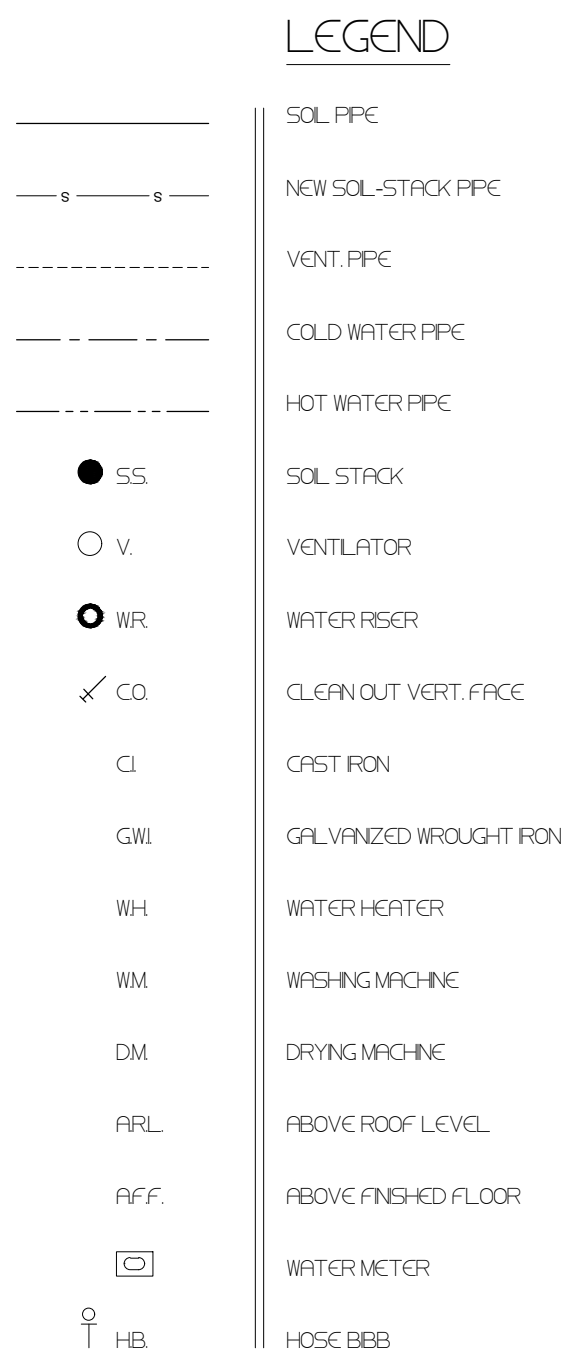 LEGEND
SOIL PIPE
S S NEW SOIL-STACK PIPE
VENT. PIPE
COLD WATER PIPE
HOT WATER PIPE
S.S. SOIL STACK
V. VENTILATOR
W.R. WATER RISER
C.O. CLEAN OUT VERT. FACE
C.I. CAST IRON
G.W.I. GALVANIZED WROUGHT IRON
W.H. WATER HEATER
W.M. WASHING MACHINE
D.M. DRYING MACHINE
A.R.L. ABOVE ROOF LEVEL
A.F.F. ABOVE FINISHED FLOOR
WATER METER
H.B. HOSE BIBB